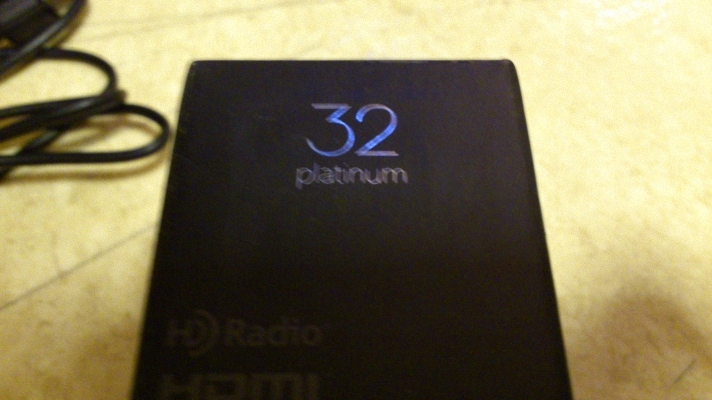 32
platinum
HD Radio
HDMI